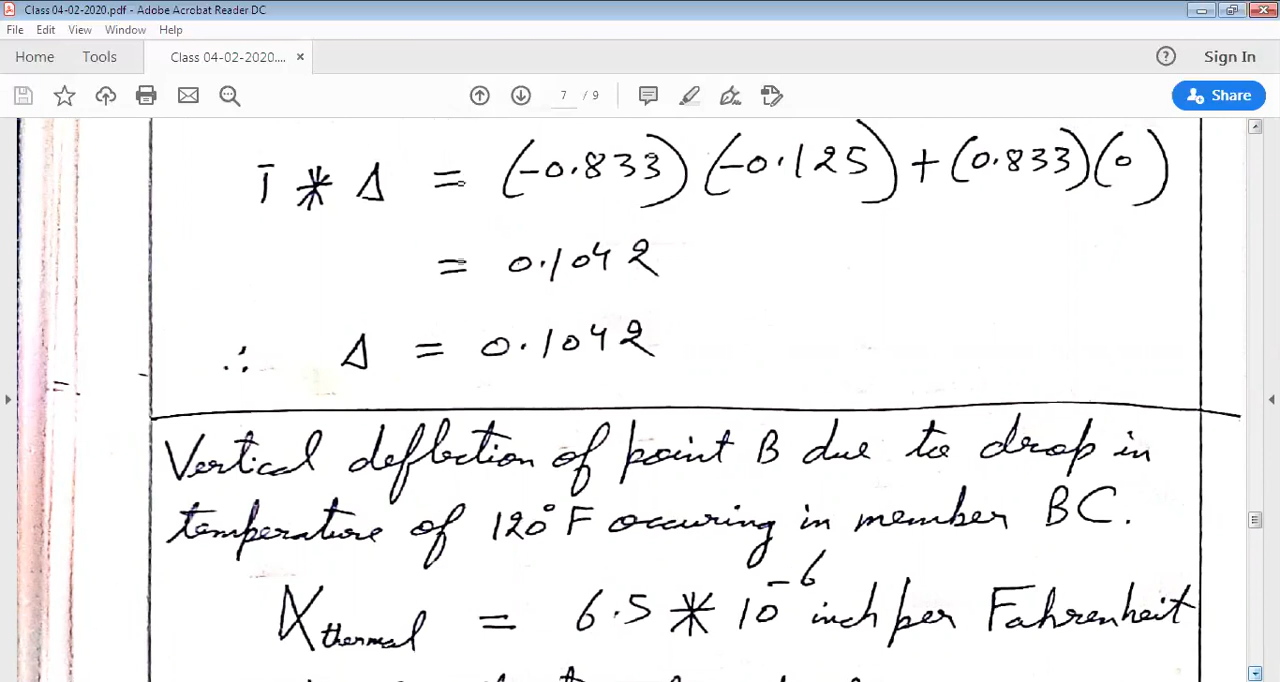 Class 04-02-2020.pdf - Adobe Acrobat Reader DC
File Edit View Window Help
Home Tools Class 04-02-2020.... × ? Sign In
7 / 9 Share
1 * Δ = (-0.833) (-0.125) + (0.833) (0)
= 0.1042
∴ Δ = 0.1042
Vertical deflection of point B due to drop in
temperature of 120° F occuring in member BC.
∝thermal = 6.5 * 10⁻⁶ inch per Fahrenheit